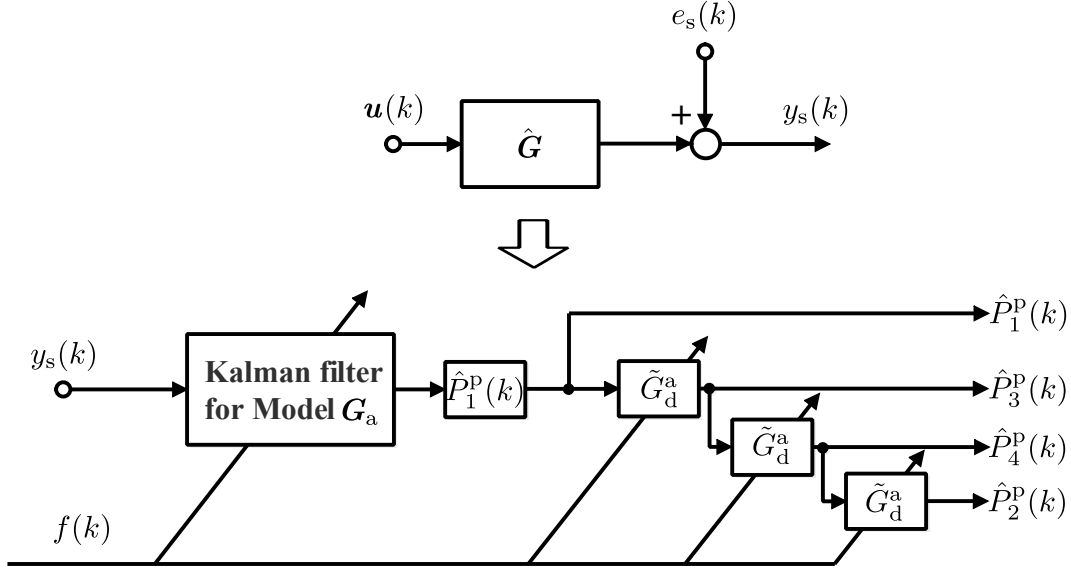 e_s(k)
u(k)
Ĝ
+
y_s(k)
y_s(k)
Kalman filter
for Model G_a
P̂_1^p(k)
P̂_1^p(k)
G̃_d^a
P̂_3^p(k)
G̃_d^a
P̂_4^p(k)
G̃_d^a
P̂_2^p(k)
f(k)